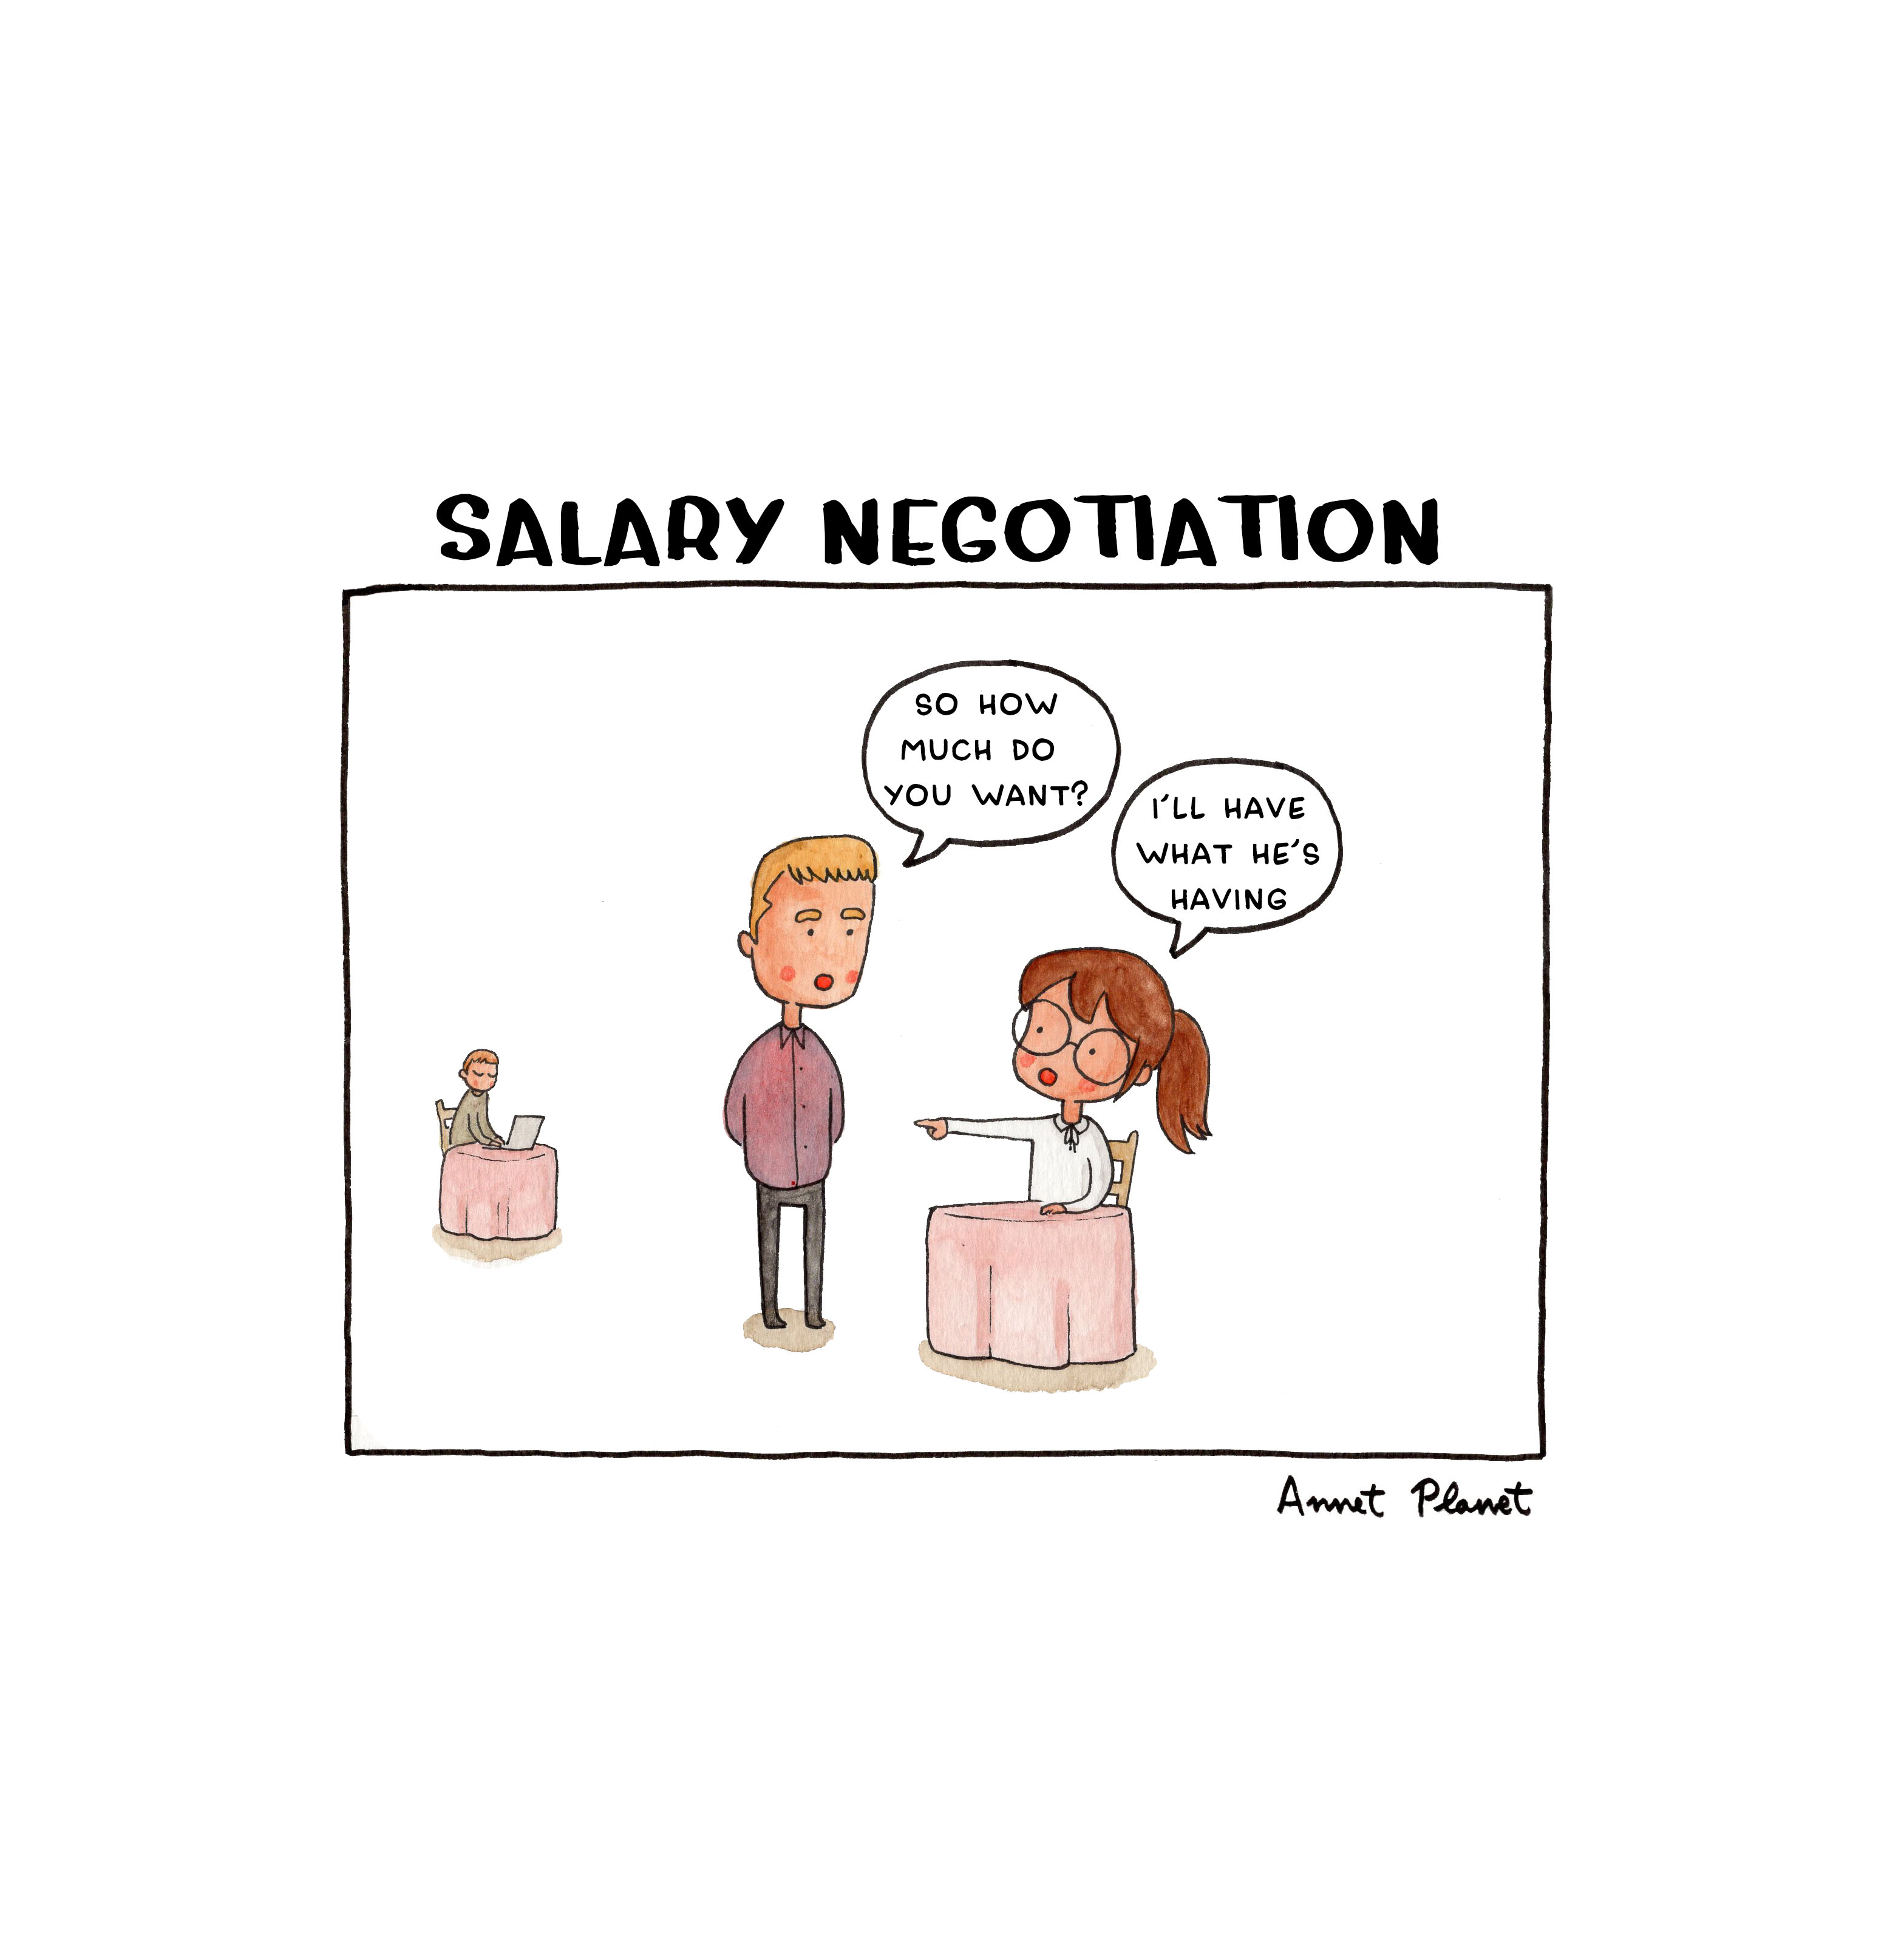 SALARY NEGOTIATION
SO HOW
MUCH DO
YOU WANT?
I'LL HAVE
WHAT HE'S
HAVING
Annet Planet